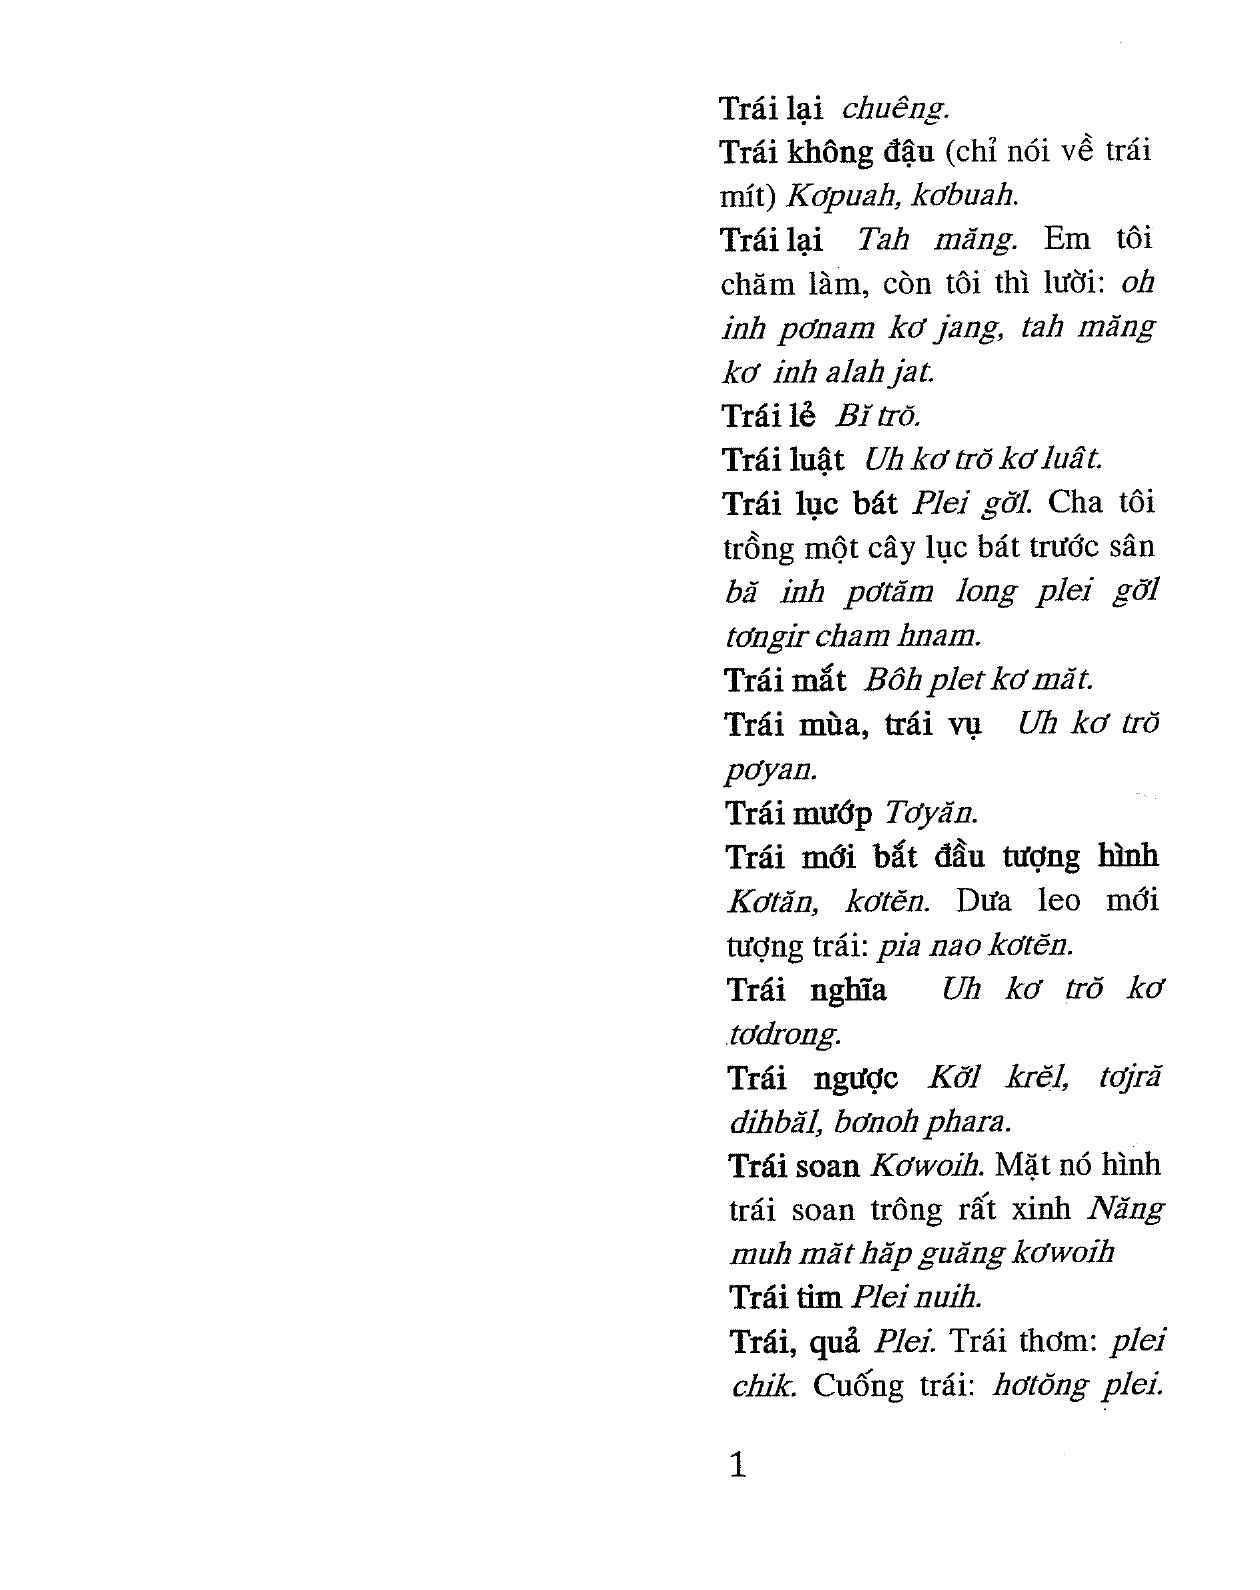 Trái lại chuêng.
Trái không đậu (chỉ nói về trái
mít) Kơpuah, kơbuah.
Trái lại Tah măng. Em tôi
chăm làm, còn tôi thì lười: oh
inh pơnam kơ jang, tah măng
kơ inh alah jat.
Trái lẻ Bĭ trŏ.
Trái luật Uh kơ trŏ kơ luât.
Trái lục bát Plei gơ̆l. Cha tôi
trồng một cây lục bát trước sân
bă inh pơtăm long plei gơ̆l
tơngir cham hnam.
Trái mắt Bôh plet kơ măt.
Trái mùa, trái vụ Uh kơ trŏ
pơyan.
Trái mướp Tơyăn.
Trái mới bắt đầu tượng hình
Kơtăn, kơtĕn. Dưa leo mới
tượng trái: pia nao kơtĕn.
Trái nghĩa Uh kơ trŏ kơ
tơdrong.
Trái ngược Kơ̆l krĕl, tơjră
dihbăl, bơnoh phara.
Trái soan Kơwoih. Mặt nó hình
trái soan trông rất xinh Năng
muh măt hăp guăng kơwoih
Trái tim Plei nuih.
Trái, quả Plei. Trái thơm: plei
chik. Cuống trái: hơtŏng plei.
1